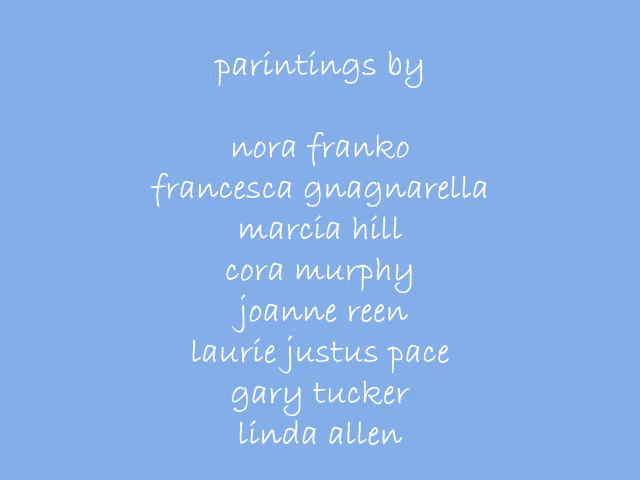 parintings by
nora franko
francesca gnagnarella
marcia hill
cora murphy
joanne reen
laurie justus pace
gary tucker
linda allen